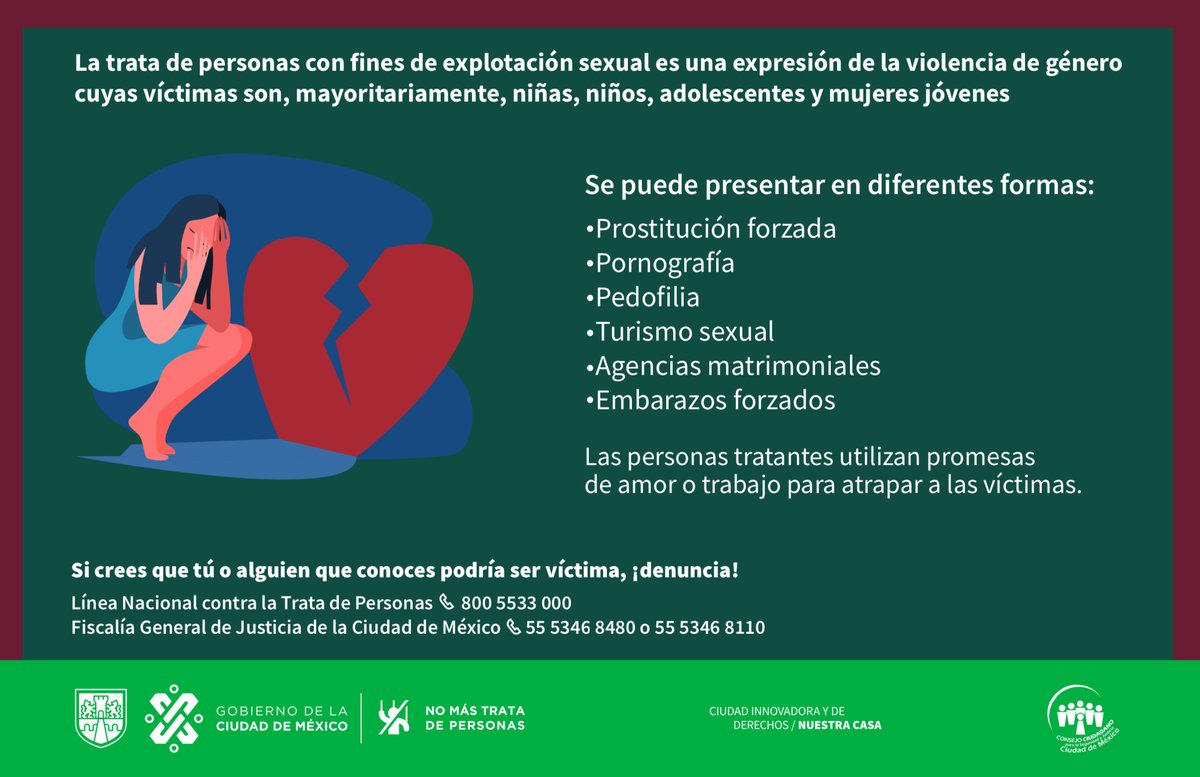 La trata de personas con fines de explotación sexual es una expresión de la violencia de género
cuyas víctimas son, mayoritariamente, niñas, niños, adolescentes y mujeres jóvenes
Se puede presentar en diferentes formas:
•Prostitución forzada
•Pornografía
•Pedofilia
•Turismo sexual
•Agencias matrimoniales
•Embarazos forzados
Las personas tratantes utilizan promesas
de amor o trabajo para atrapar a las víctimas.
Si crees que tú o alguien que conoces podría ser víctima, ¡denuncia!
Línea Nacional contra la Trata de Personas 800 5533 000
Fiscalía General de Justicia de la Ciudad de México 55 5346 8480 o 55 5346 8110
GOBIERNO DE LA
CIUDAD DE MÉXICO
NO MÁS TRATA
DE PERSONAS
CIUDAD INNOVADORA Y DE
DERECHOS / NUESTRA CASA
CONSEJO CIUDADANO
Ciudad de México